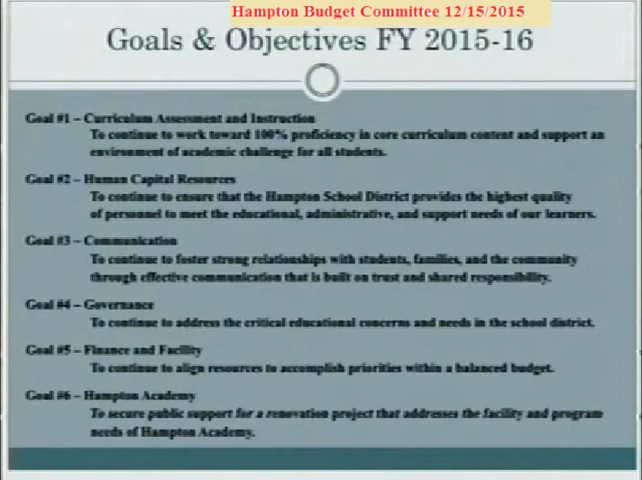 Hampton Budget Committee 12/15/2015
Goals & Objectives FY 2015-16
Goal #1 – Curriculum Assessment and Instruction
To continue to work toward 100% proficiency in core curriculum content and support an
environment of academic challenge for all students.
Goal #2 – Human Capital Resources
To continue to ensure that the Hampton School District provides the highest quality
of personnel to meet the educational, administrative, and support needs of our learners.
Goal #3 – Communication
To continue to foster strong relationships with students, families, and the community
through effective communication that is built on trust and shared responsibility.
Goal #4 – Governance
To continue to address the critical educational concerns and needs in the school district.
Goal #5 – Finance and Facility
To continue to align resources to accomplish priorities within a balanced budget.
Goal #6 – Hampton Academy
To secure public support for a renovation project that addresses the facility and program
needs of Hampton Academy.